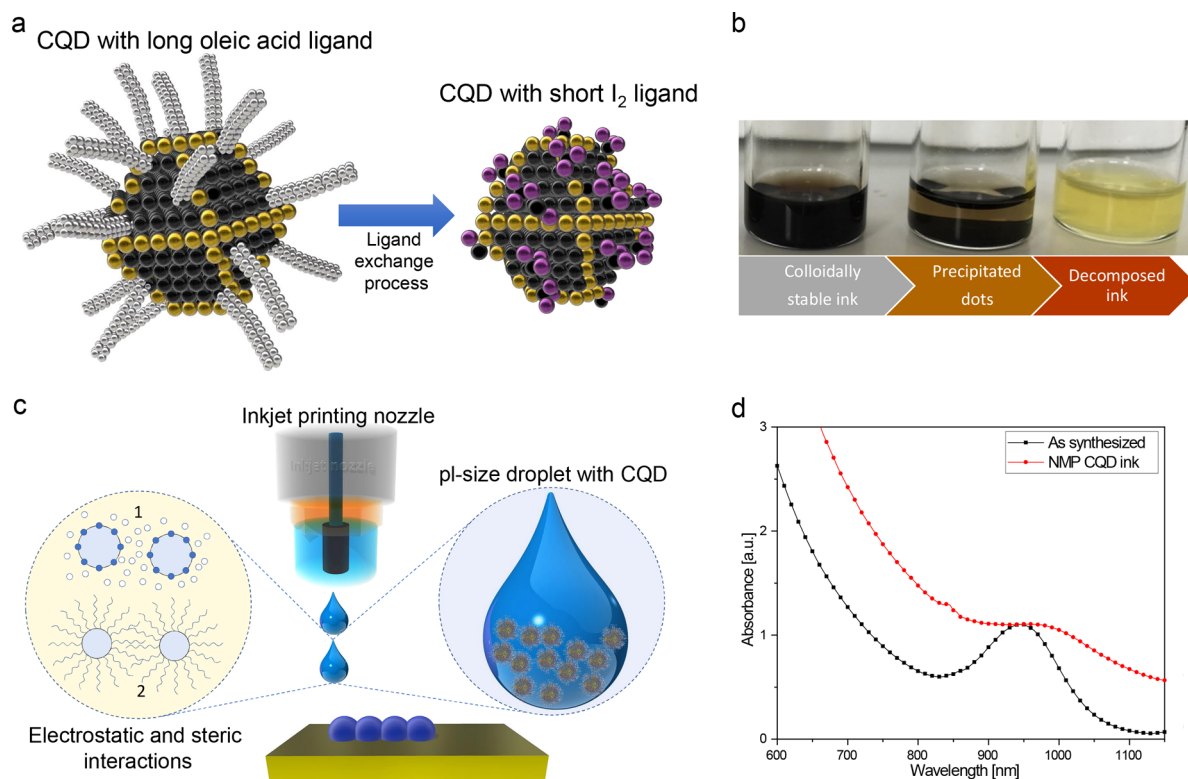 a
CQD with long oleic acid ligand
CQD with short I₂ ligand
Ligand
exchange
process
b
Colloidally
stable ink
Precipitated
dots
Decomposed
ink
c
Inkjet printing nozzle
Inkjet nozzle
pl-size droplet with CQD
1
2
Electrostatic and steric
interactions
d
As synthesized
NMP CQD ink
Absorbance [a.u.]
3
2
1
0
600 700 800 900 1000 1100
Wavelength [nm]